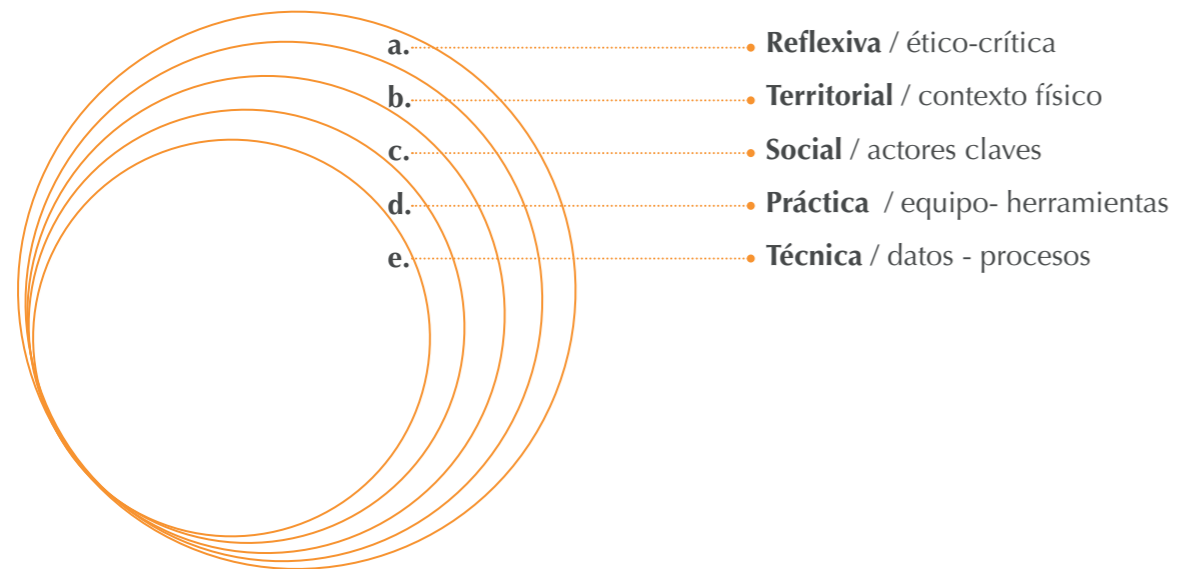 a. Reflexiva / ético-crítica
b. Territorial / contexto físico
c. Social / actores claves
d. Práctica / equipo- herramientas
e. Técnica / datos - procesos